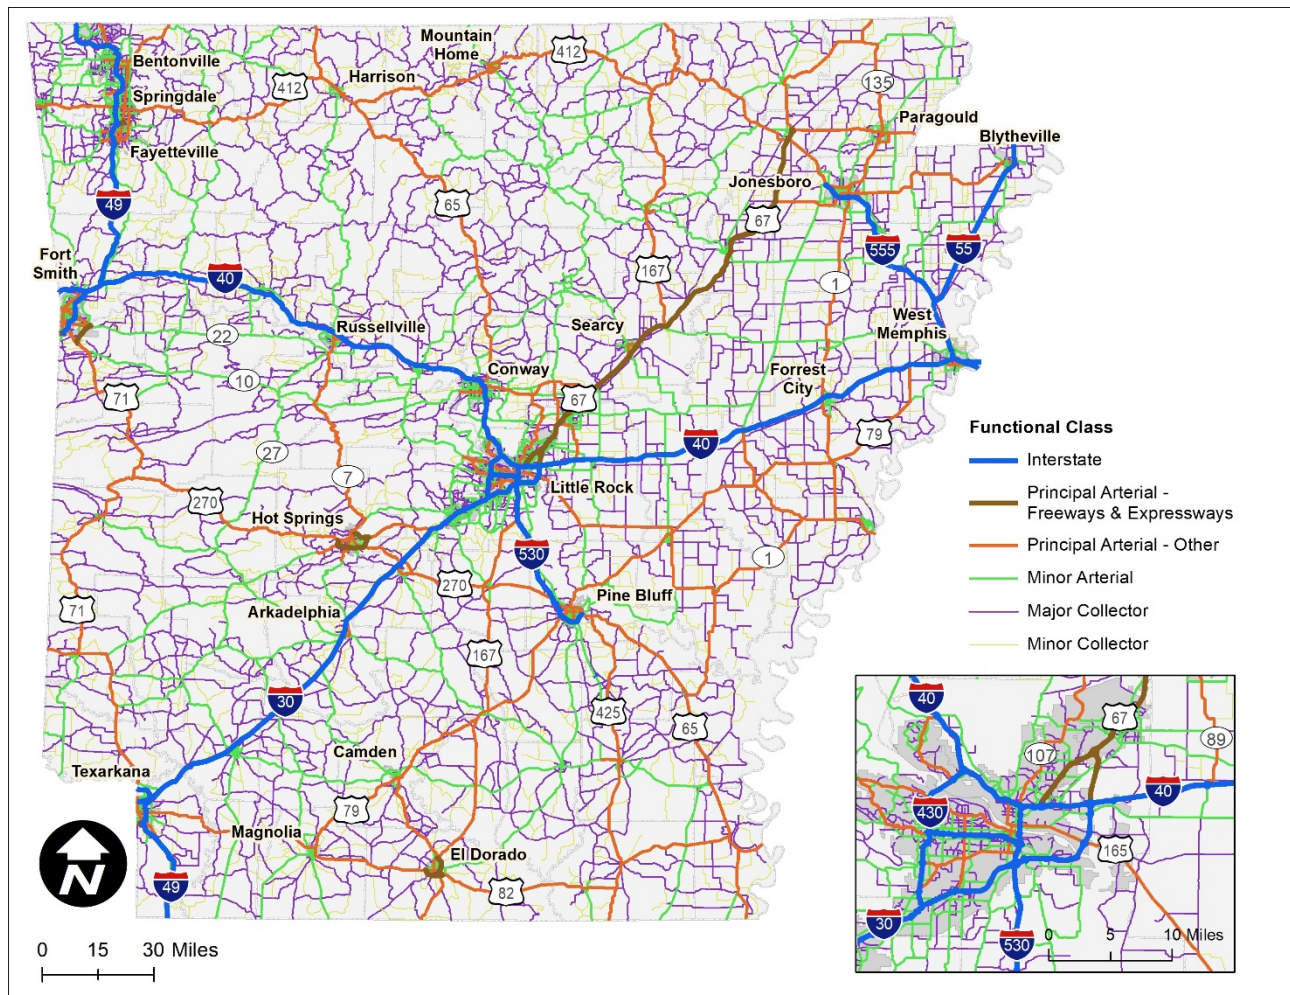 Mountain
Home
412
Bentonville
Harrison
412
Springdale
135
Paragould
Fayetteville
Blytheville
Jonesboro
49
65
67
555
55
Fort
Smith
40
167
1
22
Russellville
Searcy
West
Memphis
Conway
Forrest
City
10
71
67
79
40
27
7
Little Rock
270
Hot Springs
530
1
270
Pine Bluff
71
Arkadelphia
167
30
425
65
Camden
Texarkana
79
Magnolia
El Dorado
49
82
N
0 15 30 Miles
Functional Class
Interstate
Principal Arterial -
Freeways & Expressways
Principal Arterial - Other
Minor Arterial
Major Collector
Minor Collector
40
67
89
107
40
430
165
30
530
0 5 10 Miles